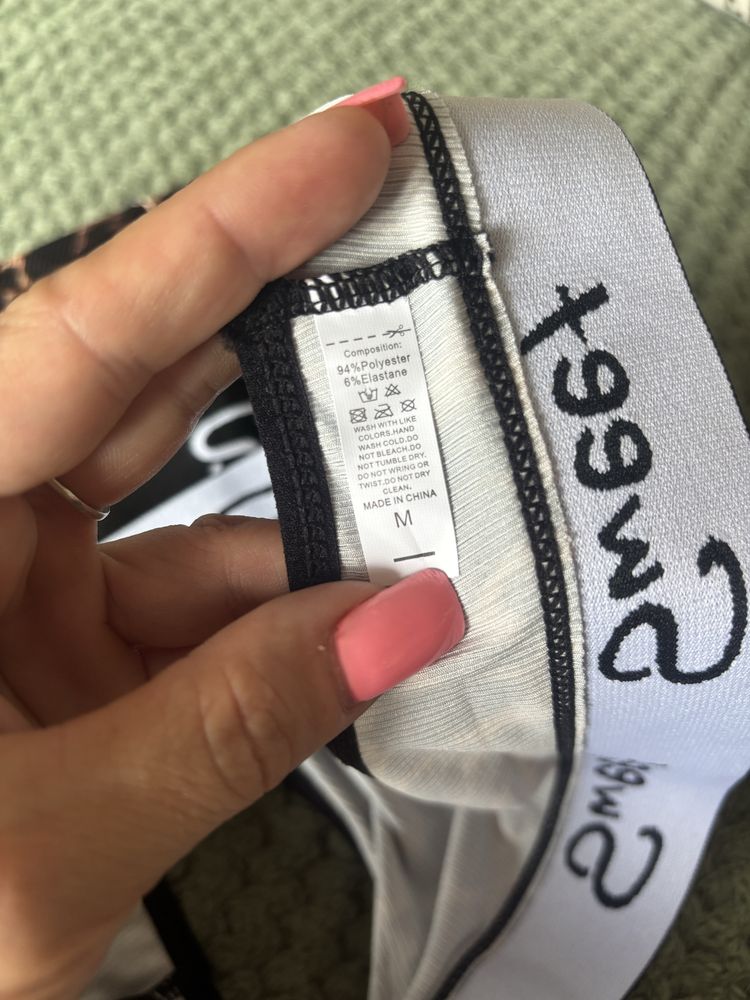 Composition:
94%Polyester
6%Elastane
WASH WITH LIKE
COLORS.HAND
WASH COLD.DO
NOT BLEACH.DO
NOT TUMBLE DRY.
DO NOT WRING OR
TWIST.DO NOT DRY
CLEAN.
MADE IN CHINA
M
Sweet